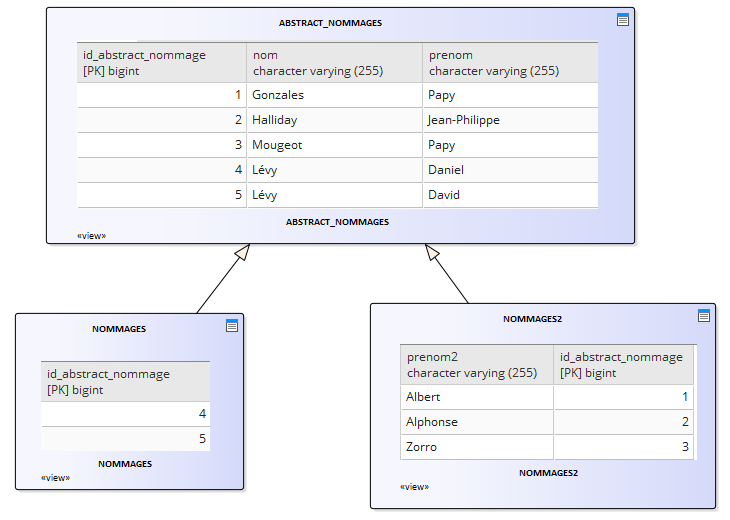 ABSTRACT_NOMMAGES
id_abstract_nommage nom prenom
[PK] bigint character varying (255) character varying (255)
1 Gonzales Papy
2 Halliday Jean-Philippe
3 Mougeot Papy
4 Lévy Daniel
5 Lévy David
ABSTRACT_NOMMAGES
«view»
NOMMAGES
id_abstract_nommage
[PK] bigint
4
5
NOMMAGES
«view»
NOMMAGES2
prenom2 id_abstract_nommage
character varying (255) [PK] bigint
Albert 1
Alphonse 2
Zorro 3
NOMMAGES2
«view»